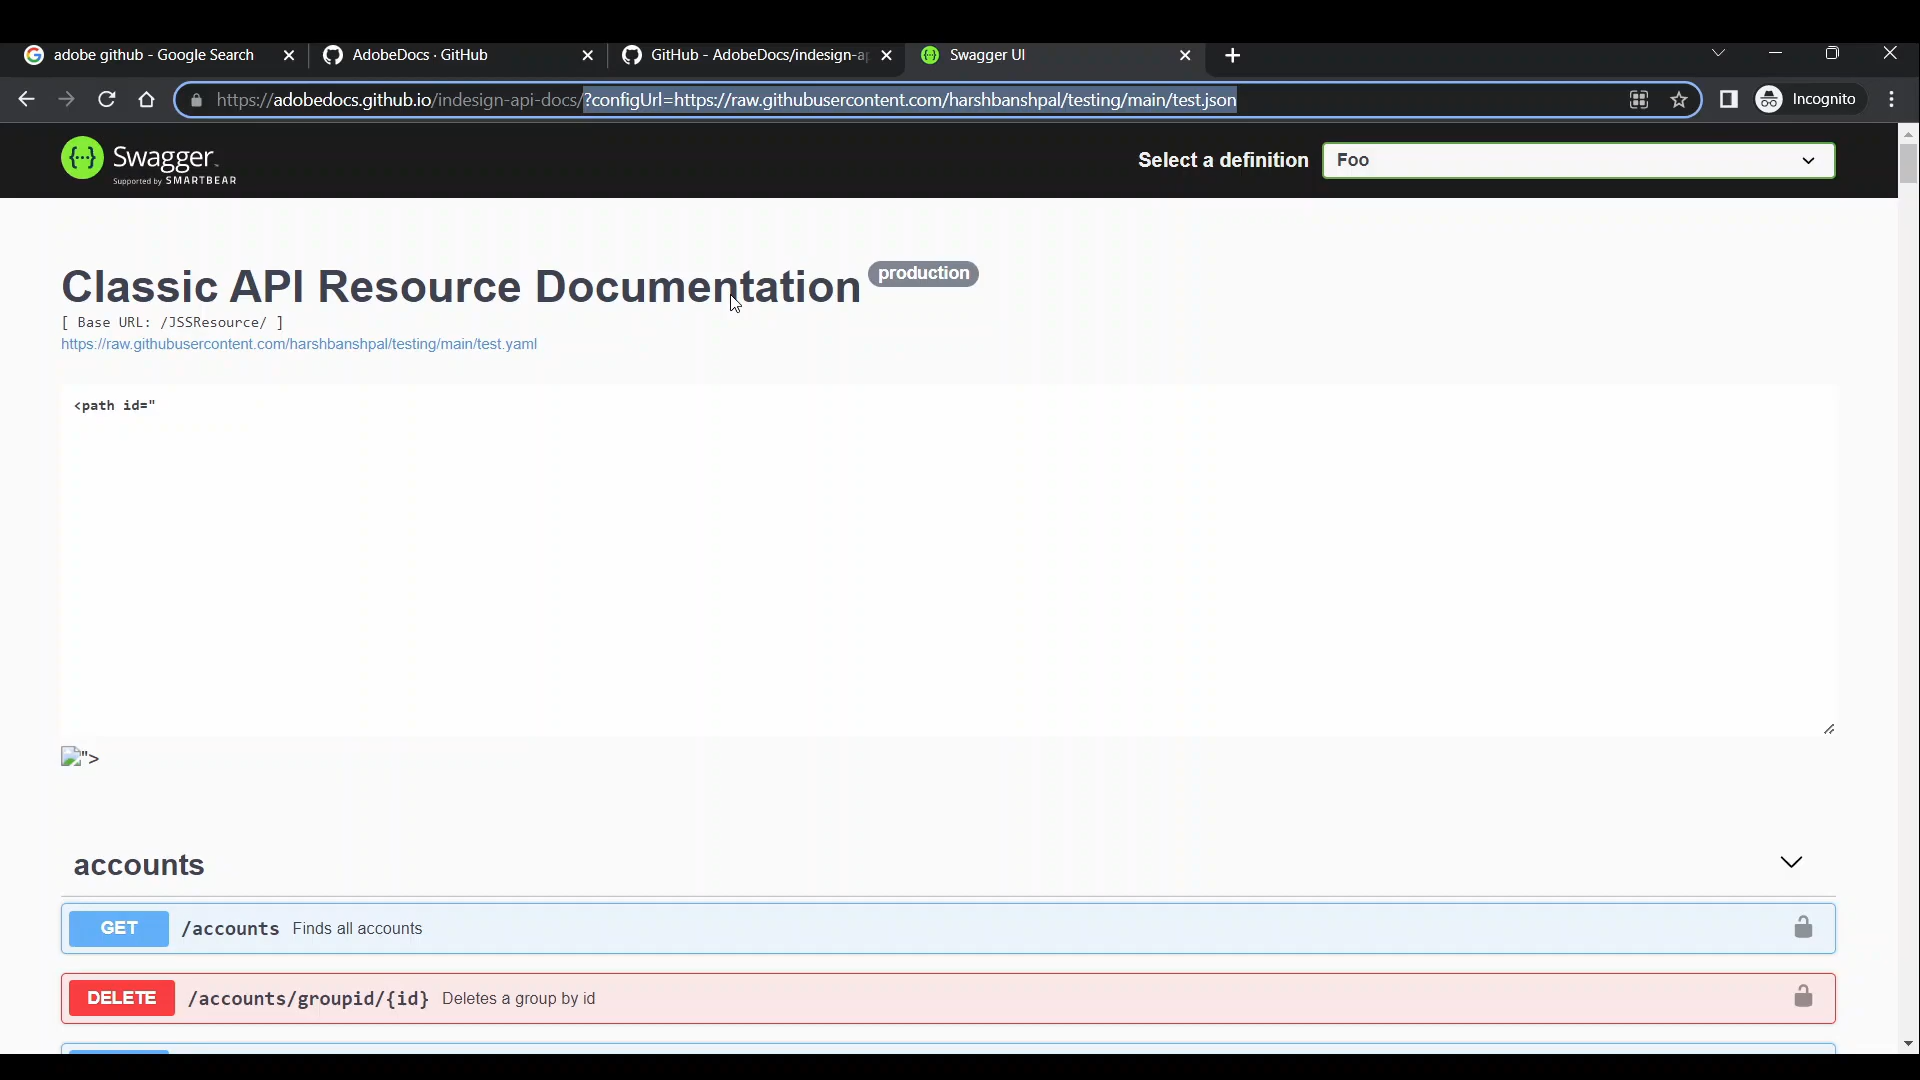 adobe github - Google Search
AdobeDocs · GitHub
GitHub - AdobeDocs/indesign-ap
Swagger UI
https://adobedocs.github.io/indesign-api-docs/?configUrl=https://raw.githubusercontent.com/harshbanshpal/testing/main/test.json
Incognito
Swagger
Supported by SMARTBEAR
Select a definition
Foo
Classic API Resource Documentation production
[ Base URL: /JSSResource/ ]
https://raw.githubusercontent.com/harshbanshpal/testing/main/test.yaml
<path id="
">
accounts
GET /accounts Finds all accounts
DELETE /accounts/groupid/{id} Deletes a group by id